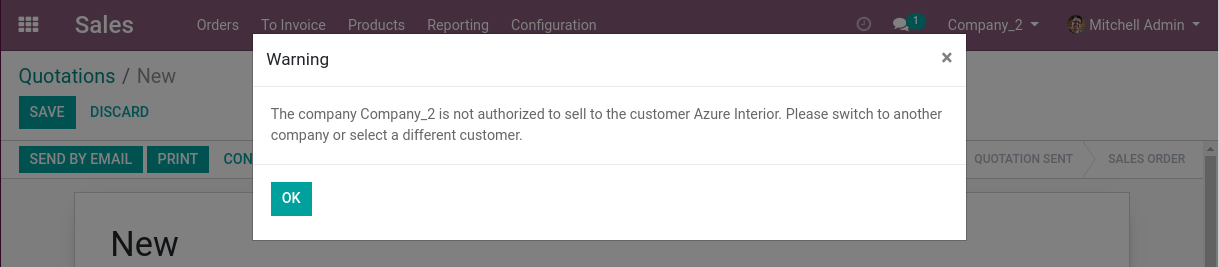 Sales Orders To Invoice Products Reporting Configuration 1 Company_2 Mitchell Admin
Warning ×
Quotations / New
The company Company_2 is not authorized to sell to the customer Azure Interior. Please switch to another
company or select a different customer.
SAVE DISCARD
SEND BY EMAIL PRINT CON QUOTATION SENT SALES ORDER
OK
New